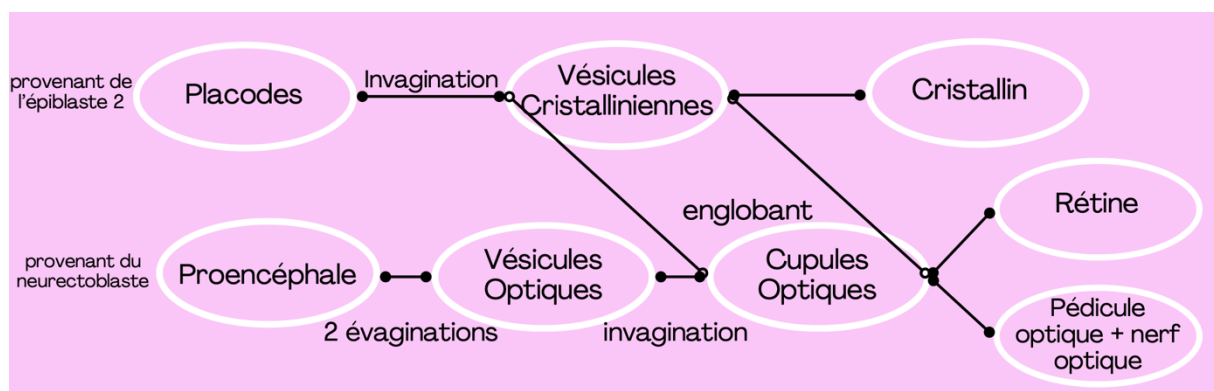 provenant de
l'épiblaste 2
Placodes
Invagination
Vésicules
Cristalliniennes
Cristallin
englobant
Rétine
provenant du
neurectoblaste
Proencéphale
2 évaginations
Vésicules
Optiques
invagination
Cupules
Optiques
Pédicule
optique + nerf
optique